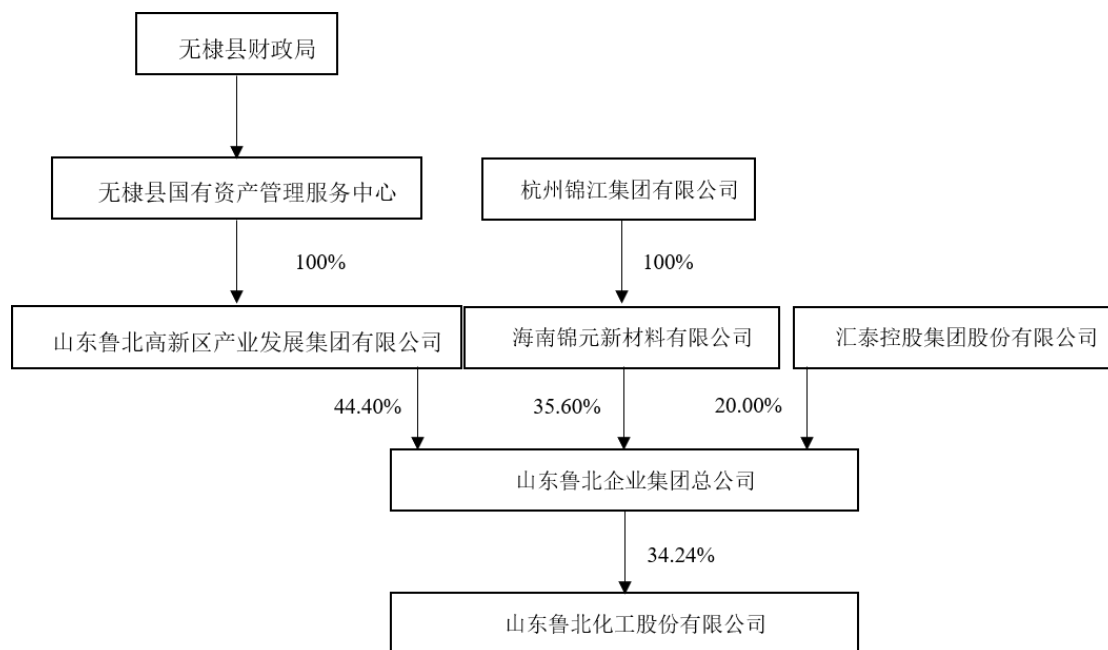 无棣县财政局
无棣县国有资产管理服务中心
杭州锦江集团有限公司
100%
100%
山东鲁北高新区产业发展集团有限公司
海南锦元新材料有限公司
汇泰控股集团股份有限公司
44.40%
35.60%
20.00%
山东鲁北企业集团总公司
34.24%
山东鲁北化工股份有限公司